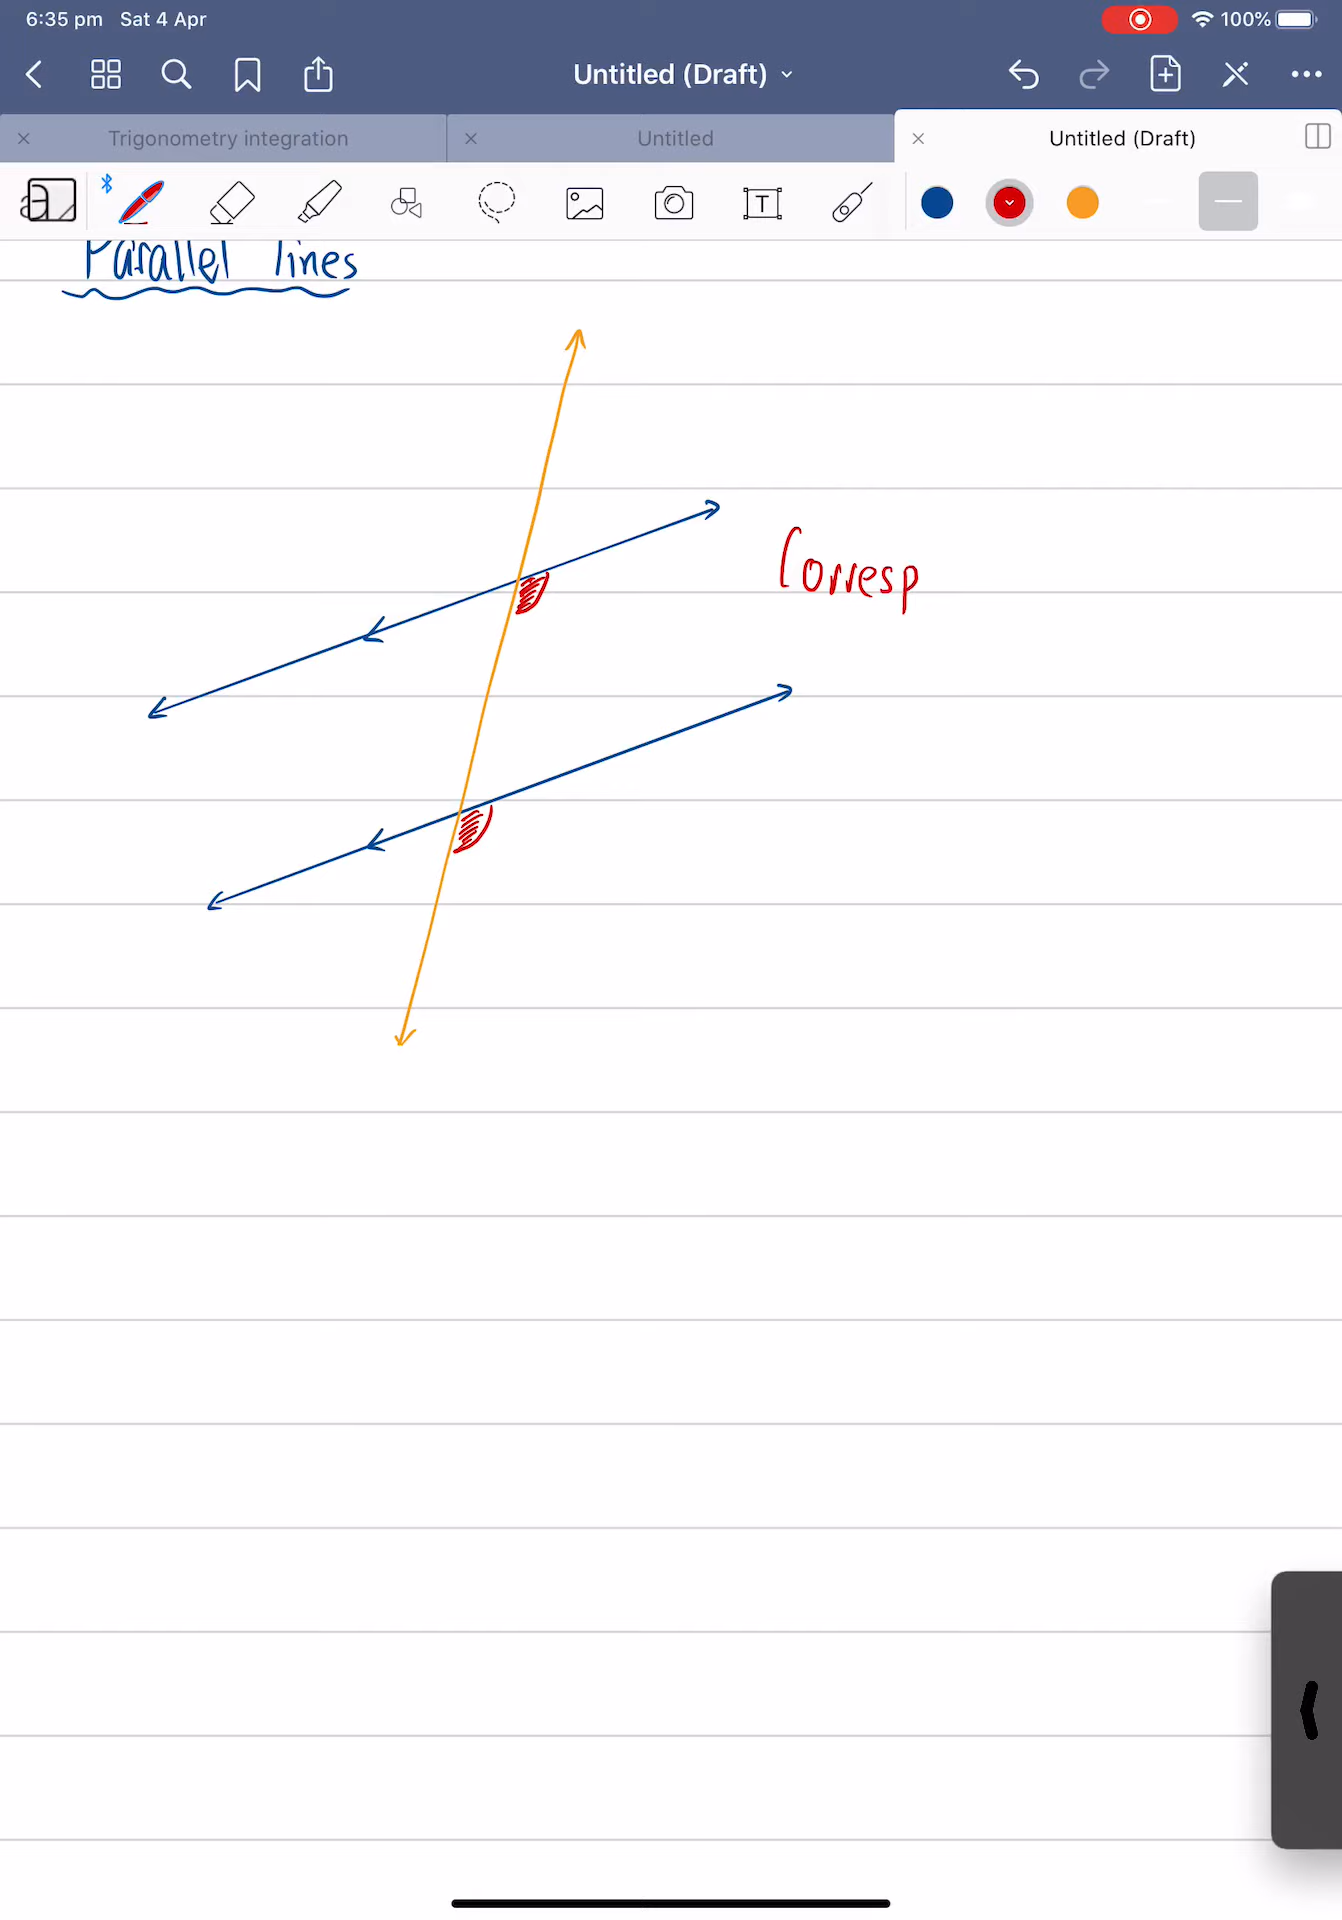 6:35 pm Sat 4 Apr 100%
Untitled (Draft)
Trigonometry integration Untitled Untitled (Draft)
Parallel lines
Corresp